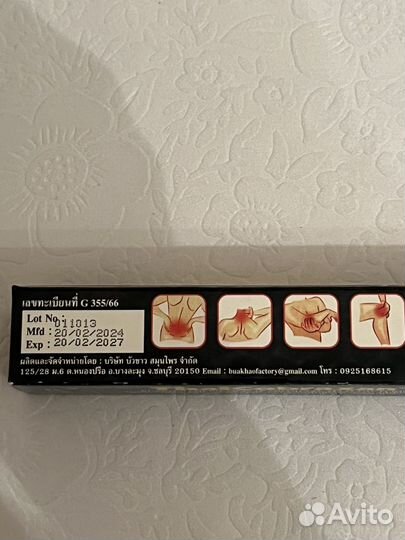 เลขทะเบียนที่ G 355/66
Lot No : 011013
Mfd : 20/02/2024
Exp : 20/02/2027
ผลิตและจัดจำหน่ายโดย : บริษัท บัวขาว สมุนไพร จำกัด
125/28 ม.6 ต.หนองปรือ อ.บางละมุง จ.ชลบุรี 20150 Email : buakhaofactory@gmail.com โทร : 0925168615
Avito